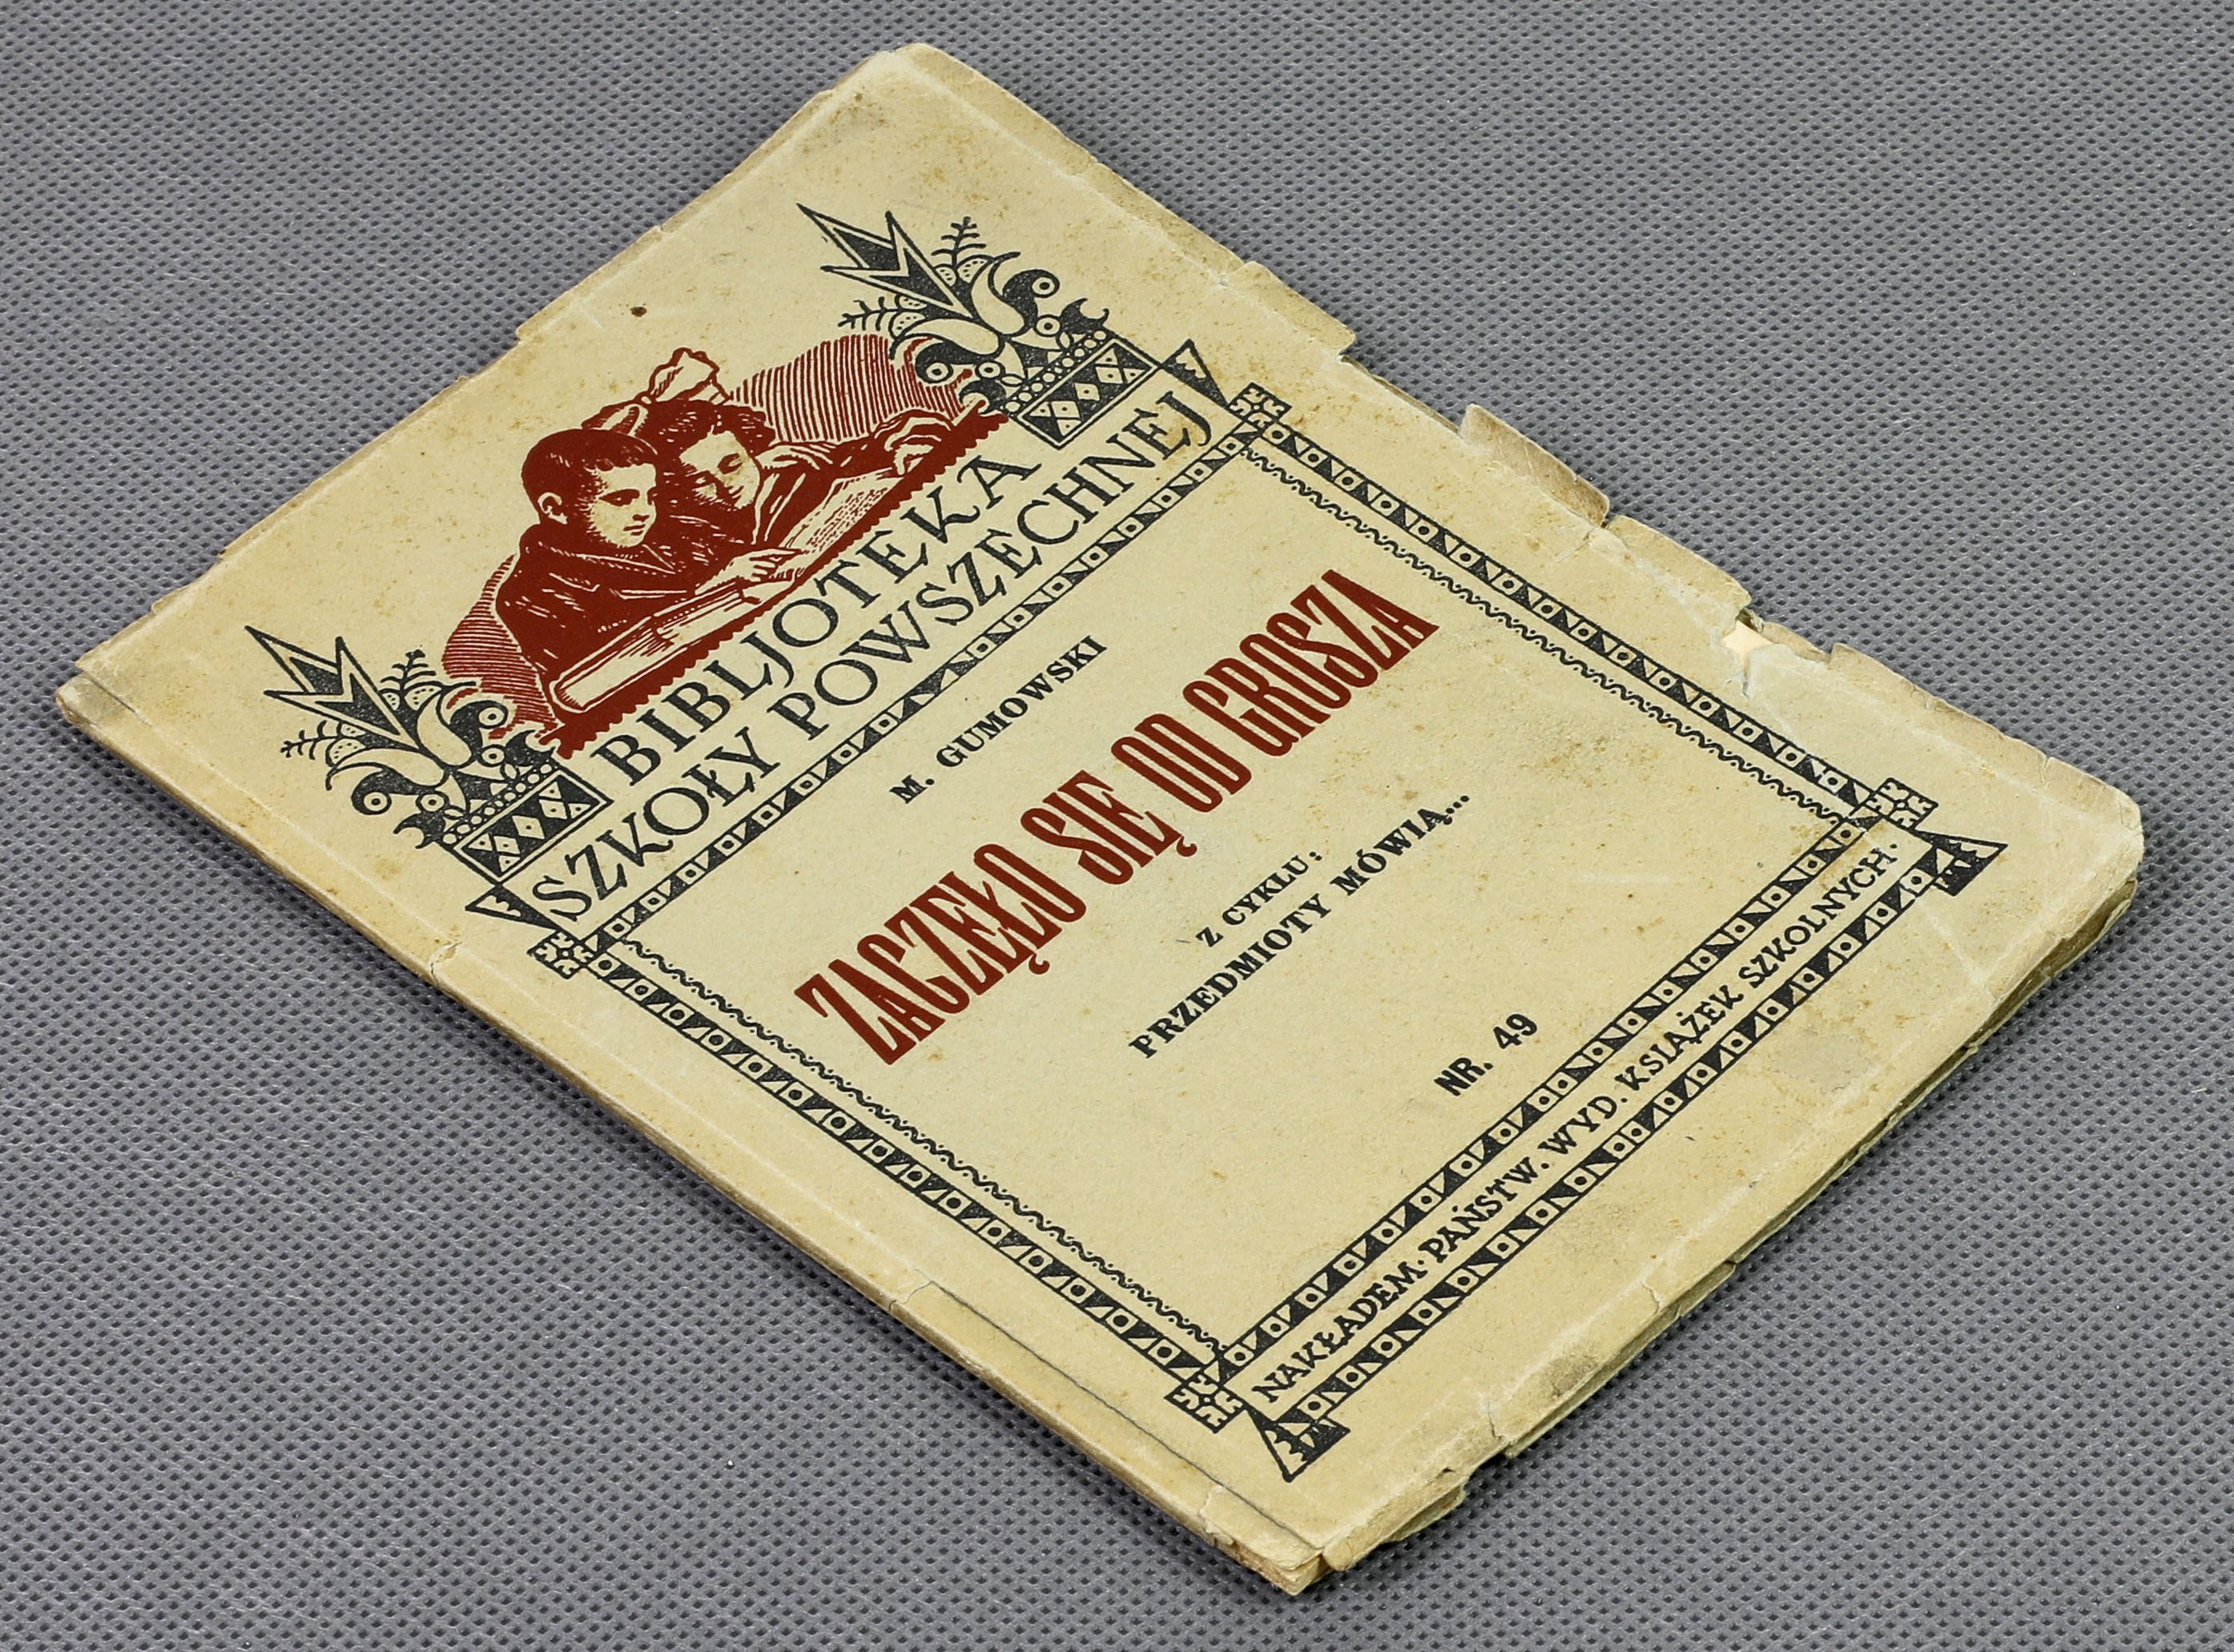 BIBLJOTEKA
SZKOŁY POWSZECHNEJ
M. GUMOWSKI
ZACZĘŁO SIĘ OD GROSZA
Z CYKLU:
PRZEDMIOTY MÓWIĄ...
NR. 49
NAKŁADEM·PAŃSTW. WYD. KSIĄŻEK SZKOLNYCH·